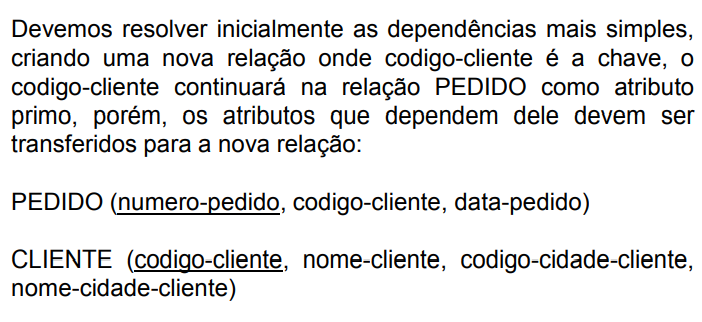 Devemos resolver inicialmente as dependências mais simples,
criando uma nova relação onde codigo-cliente é a chave, o
codigo-cliente continuará na relação PEDIDO como atributo
primo, porém, os atributos que dependem dele devem ser
transferidos para a nova relação:
PEDIDO (numero-pedido, codigo-cliente, data-pedido)
CLIENTE (codigo-cliente, nome-cliente, codigo-cidade-cliente,
nome-cidade-cliente)